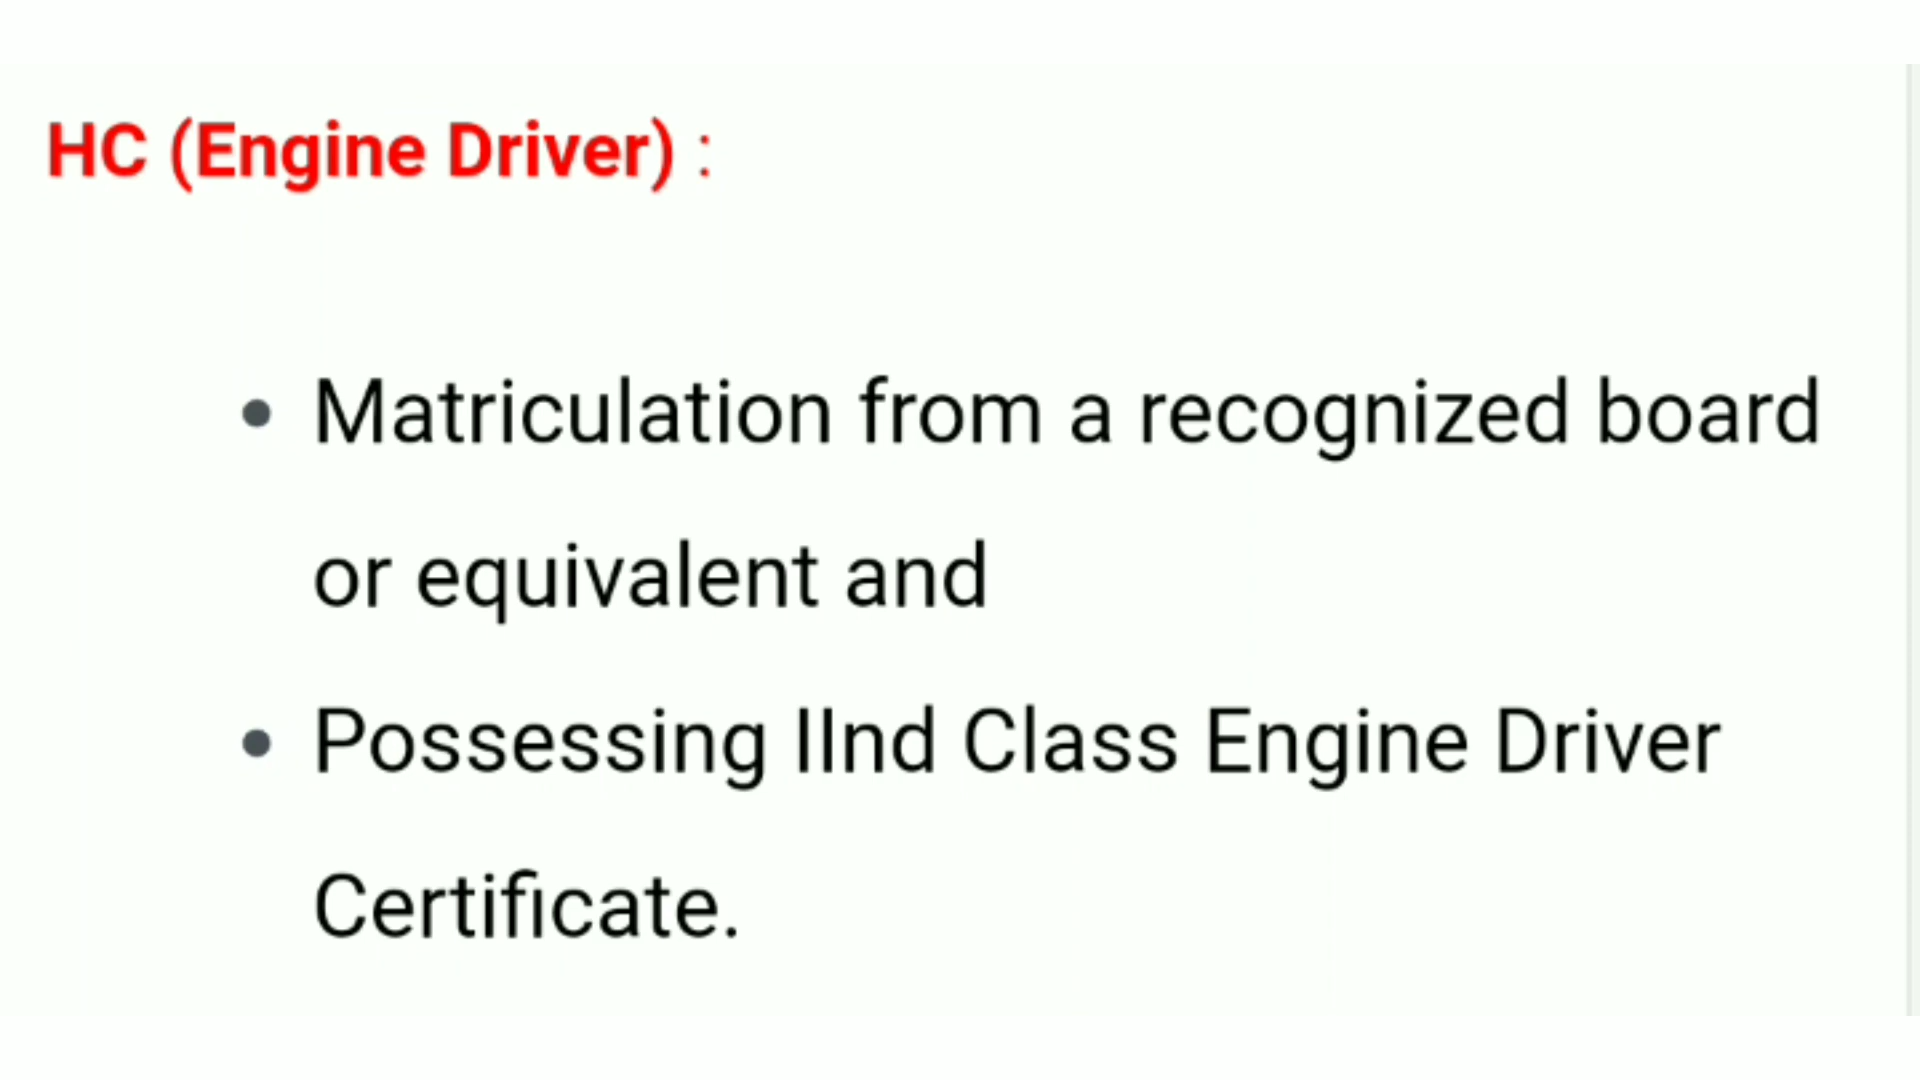 HC (Engine Driver) :
• Matriculation from a recognized board
or equivalent and
• Possessing IInd Class Engine Driver
Certificate.